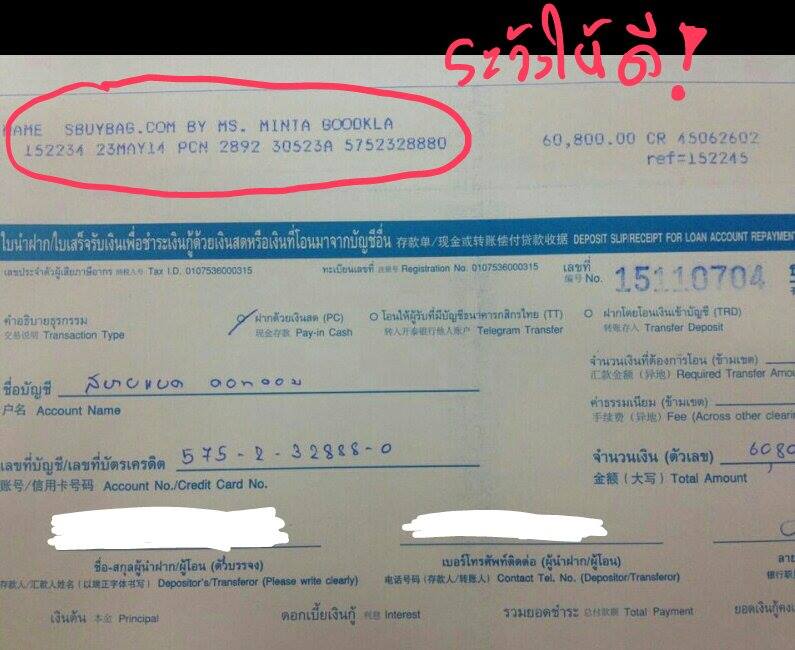 ระวังให้ดี!
NAME SBUYBAG.COM BY MS. MINTA GOODKLA
152234 23MAY14 PCN 2892 30523A 5752328880
60,800.00 CR 45062602
ref=152245
ใบนำฝาก/ใบเสร็จรับเงินเพื่อชำระเงินกู้ด้วยเงินสดหรือเงินที่โอนมาจากบัญชีอื่น 存款单/现金或转账偿付贷款收据 DEPOSIT SLIP/RECEIPT FOR LOAN ACCOUNT REPAYMENT
เลขประจำตัวผู้เสียภาษีอากร 纳税人号 Tax I.D. 0107536000315
ทะเบียนเลขที่ 注册号 Registration No. 0107536000315
เลขที่
编号 No. 15110704
คำอธิบายธุรกรรม
交易说明 Transaction Type
ฝากด้วยเงินสด (PC)
现金存款 Pay-in Cash
โอนให้ผู้รับที่มีบัญชีธนาคารกสิกรไทย (TT)
转入开泰银行他人账户 Telegram Transfer
ฝากโดยโอนเงินเข้าบัญชี (TRD)
转账存入 Transfer Deposit
ชื่อบัญชี สบายแบค ดอทคอม
户名 Account Name
จำนวนเงินที่ต้องการโอน (ข้ามเขต)
汇款金额（异地）Required Transfer
ค่าธรรมเนียม (ข้ามเขต)
手续费（异地）Fee (Across other
เลขที่บัญชี/เลขที่บัตรเครดิต 575-2-32888-0
账号/信用卡号码 Account No./Credit Card No.
จำนวนเงิน (ตัวเลข)
金额（大写）Total Amount
ชื่อ-สกุลผู้นำฝาก/ผู้โอน (ตัวบรรจง)
存款人/汇款人姓名（以端正字体书写）Depositor's/Transferor (Please write clearly)
เบอร์โทรศัพท์ติดต่อ (ผู้นำฝาก/ผู้โอน)
电话号码（存款人/转账人）Contact Tel. No. (Depositor/Transferor)
เงินต้น 本金 Principal
ดอกเบี้ยเงินกู้ 利息 Interest
รวมยอดชำระ 总付款额 Total Payment